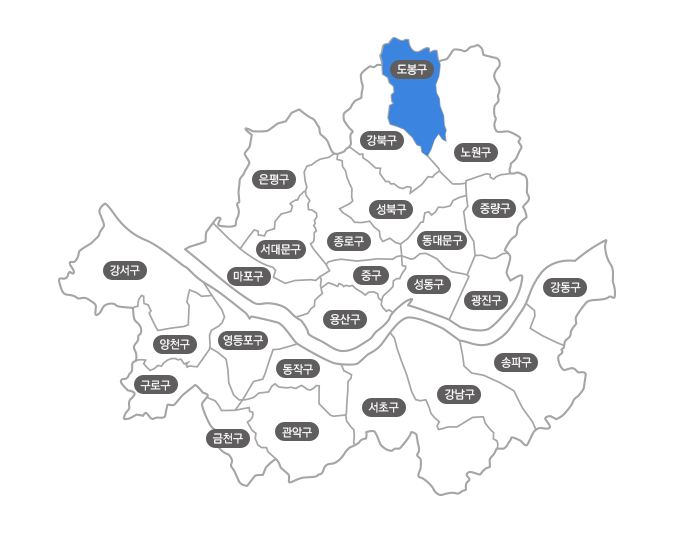 도봉구
강북구
노원구
은평구
성북구
중랑구
서대문구
종로구
동대문구
강서구
마포구
중구
성동구
광진구
강동구
용산구
양천구
영등포구
동작구
송파구
구로구
강남구
서초구
금천구
관악구